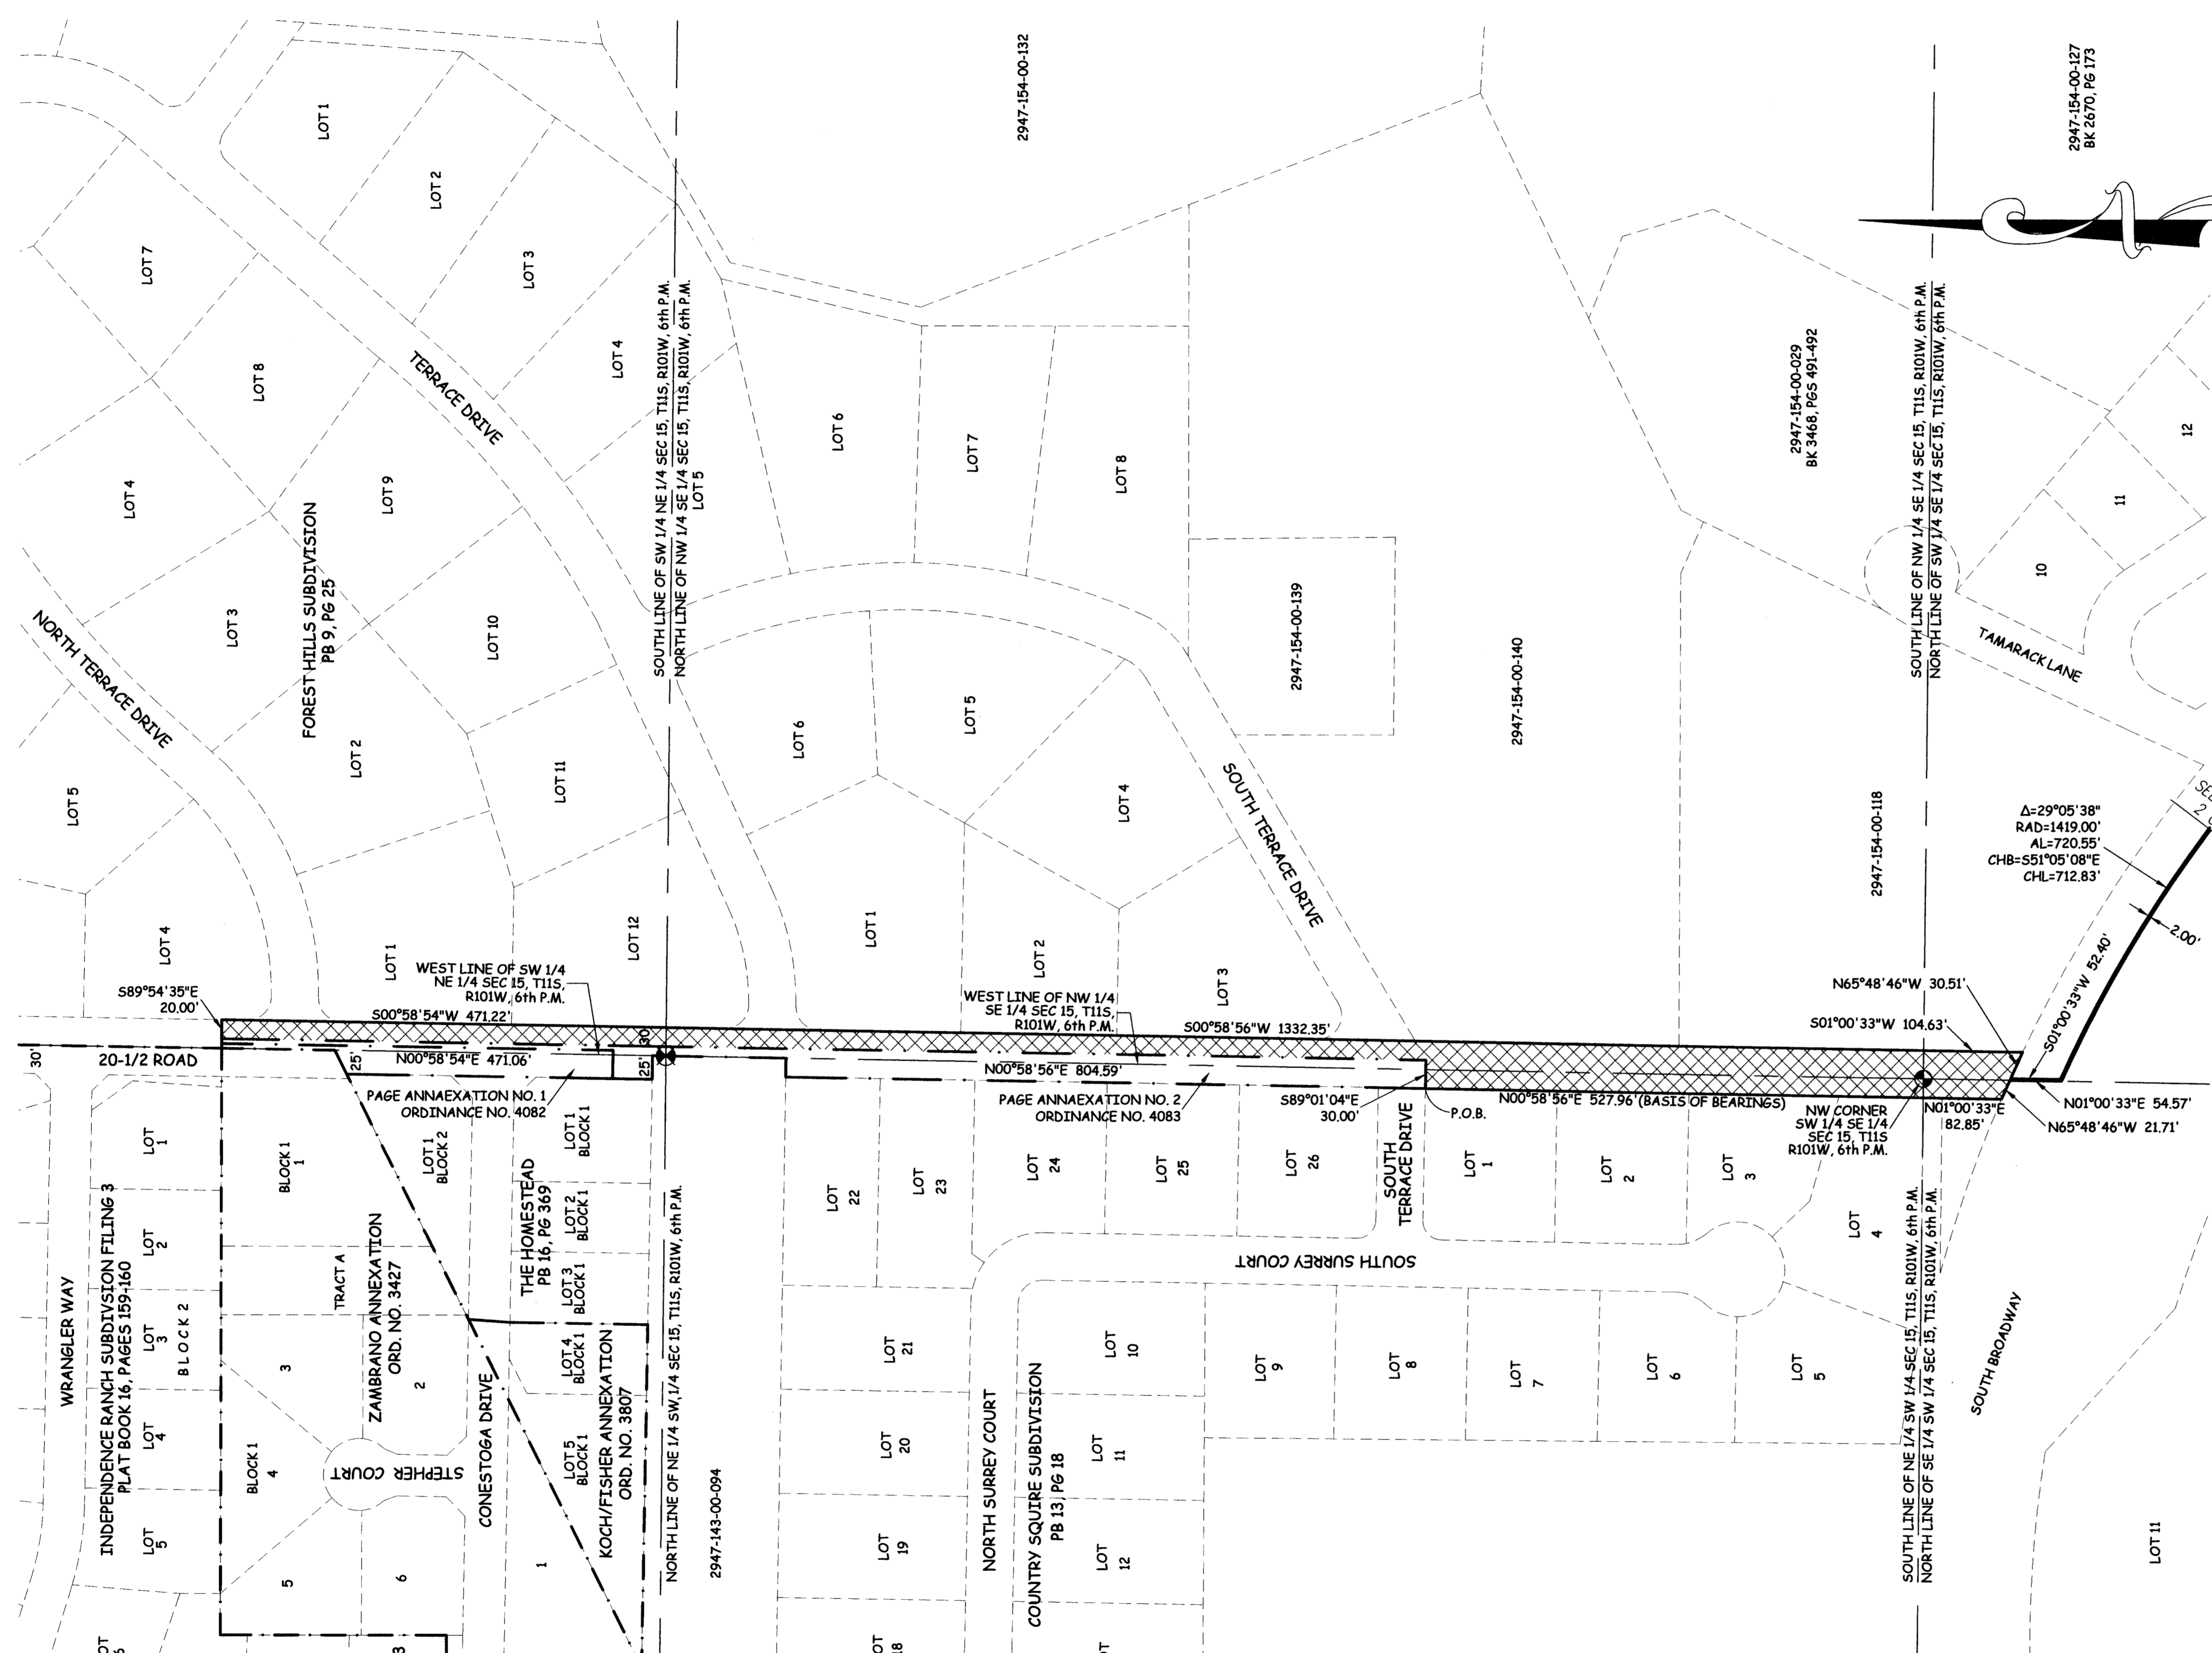 LOT 1
LOT 2
LOT 3
LOT 4
LOT 7
LOT 8
LOT 9
LOT 10
LOT 11
LOT 12
LOT 4
LOT 3
LOT 2
LOT 1
LOT 5
LOT 4
TERRACE DRIVE
NORTH TERRACE DRIVE
FOREST HILLS SUBDIVISION
PB 9, PG 25
2947-154-00-132
2947-154-00-127
BK 2670, PG 173
SOUTH LINE OF SW 1/4 NE 1/4 SEC 15, T11S, R101W, 6th P.M.
NORTH LINE OF NW 1/4 SE 1/4 SEC 15, T11S, R101W, 6th P.M.
LOT 5
LOT 6
LOT 7
LOT 8
2947-154-00-029
BK 3468, PGS 491-492
SOUTH LINE OF NW 1/4 SE 1/4 SEC 15, T11S, R101W, 6th P.M.
NORTH LINE OF SW 1/4 SE 1/4 SEC 15, T11S, R101W, 6th P.M.
12
11
10
TAMARACK LANE
2947-154-00-139
2947-154-00-140
LOT 6
LOT 5
LOT 4
LOT 1
LOT 2
LOT 3
SOUTH TERRACE DRIVE
2947-154-00-118
Δ=29°05'38"
RAD=1419.00'
AL=720.55'
CHB=S51°05'08"E
CHL=712.83'
2.00'
S01°00'33"W 52.40'
N65°48'46"W 30.51'
S01°00'33"W 104.63'
S89°54'35"E
20.00'
WEST LINE OF SW 1/4
NE 1/4 SEC 15, T11S,
R101W, 6th P.M.
S00°58'54"W 471.22'
WEST LINE OF NW 1/4
SE 1/4 SEC 15, T11S,
R101W, 6th P.M.
S00°58'56"W 1332.35'
30'
20-1/2 ROAD
25'
N00°58'54"E 471.06'
30'
25'
N00°58'56"E 804.59'
PAGE ANNAEXATION NO. 1
ORDINANCE NO. 4082
PAGE ANNAEXATION NO. 2
ORDINANCE NO. 4083
S89°01'04"E
30.00'
P.O.B.
N00°58'56"E 527.96'(BASIS OF BEARINGS)
NW CORNER
SW 1/4 SE 1/4
SEC 15, T11S
R101W, 6th P.M.
N01°00'33"E
82.85'
N01°00'33"E 54.57'
N65°48'46"W 21.71'
WRANGLER WAY
INDEPENDENCE RANCH SUBDIVSION FILING 3
PLAT BOOK 16, PAGES 159-160
LOT
1
LOT
2
LOT
3
LOT
4
LOT
5
BLOCK 2
BLOCK 1
1
TRACT A
3
2
BLOCK 1
4
5
6
ZAMBRANO ANNEXATION
ORD. NO. 3427
STEPHER COURT
CONESTOGA DRIVE
LOT 1
BLOCK 2
THE HOMESTEAD
PB 16, PG 369
LOT 1
BLOCK 1
LOT 2
BLOCK 1
LOT 3
BLOCK 1
LOT 4
BLOCK 1
LOT 5
BLOCK 1
1
KOCH/FISHER ANNEXATION
ORD. NO. 3807
NORTH LINE OF NE 1/4 SW 1/4 SEC 15, T11S, R101W, 6th P.M.
2947-143-00-094
LOT
22
LOT
23
LOT
24
LOT
25
LOT
26
SOUTH
TERRACE DRIVE
LOT
1
LOT
2
LOT
3
LOT
4
SOUTH SURREY COURT
LOT
21
LOT
20
LOT
19
NORTH SURREY COURT
COUNTRY SQUIRE SUBDIVISION
PB 13, PG 18
LOT
10
LOT
11
LOT
12
LOT
9
LOT
8
LOT
7
LOT
6
LOT
5
SOUTH LINE OF NE 1/4 SW 1/4 SEC 15, T11S, R101W, 6th P.M.
NORTH LINE OF SE 1/4 SW 1/4 SEC 15, T11S, R101W, 6th P.M.
SOUTH BROADWAY
LOT 11